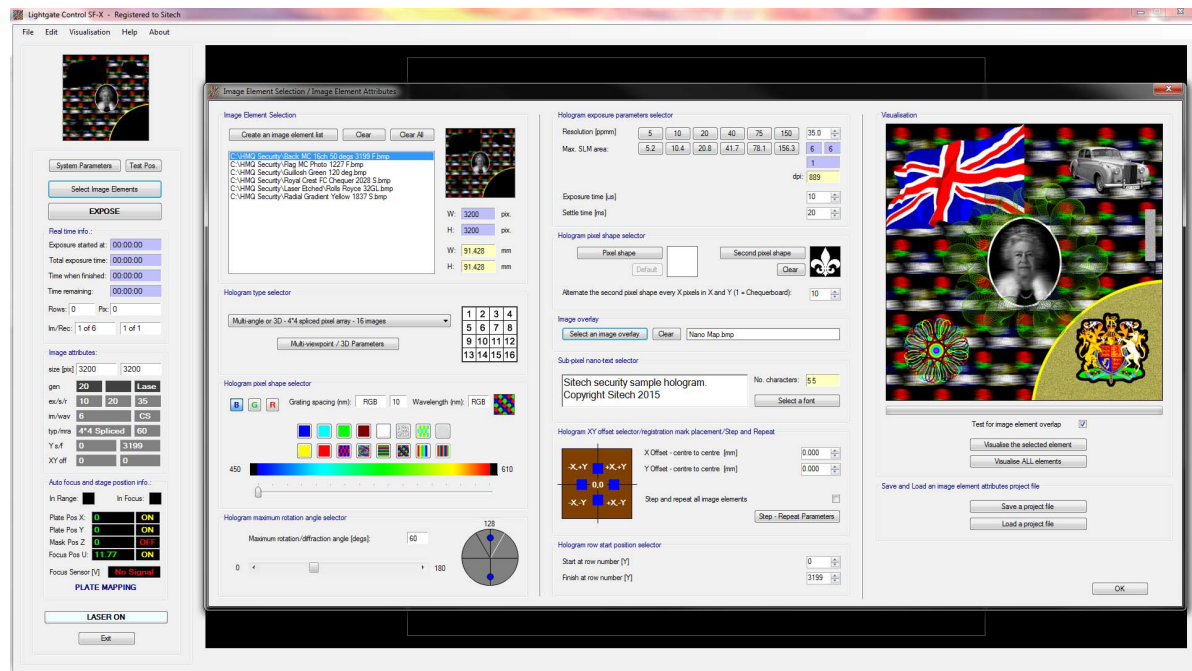 Lightgate Control SF-X - Registered to Sitech
File Edit Visualisation Help About
System Parameters Test Pos.
Select Image Elements
EXPOSE
Real time info.:
Exposure started at: 00:00:00
Total exposure time: 00:00:00
Time when finished: 00:00:00
Time remaining: 00:00:00
Rows: 0 Pix: 0
Im/Rec: 1 of 6 1 of 1
Image attributes:
size [pix] 3200 3200
gen 20 Lase
ex/s/r 10 20 35
im/wav 6 CS
typ/mra 4*4 Spliced 60
Y s/f 0 3199
XY off 0 0
Auto focus and stage position info.:
In Range: In Focus:
Plate Pos X: 0 ON
Plate Pos Y 0 ON
Mask Pos Z 0 OFF
Focus Pos U: 11.77 ON
Focus Sensor [V] No Signal
PLATE MAPPING
LASER ON
Exit
Image Element Selection / Image Element Attributes
Image Element Selection
Create an image element list Clear Clear All
C:\HMQ Security\Back MC 16ch 50 degs 3199 F.bmp
C:\HMQ Security\Flag MC Photo 1227 F.bmp
C:\HMQ Security\Guillosh Green 120 deg.bmp
C:\HMQ Security\Royal Crest FC Chequer 2028 S.bmp
C:\HMQ Security\Laser Etched\Rolls Royce 32GL.bmp
C:\HMQ Security\Radial Gradient Yellow 1837 S.bmp
W: 3200 pix.
H: 3200 pix.
W: 91.428 mm
H: 91.428 mm
Hologram type selector
Multi-angle or 3D - 4*4 spliced pixel array - 16 images
Multi-viewpoint / 3D Parameters
1 2 3 4
5 6 7 8
9 10 11 12
13 14 15 16
Hologram pixel shape selector
B G R Grating spacing (nm): RGB 10 Wavelength (nm): RGB
450 610
Hologram maximum rotation angle selector
Maximum rotation/diffraction angle [degs]: 60
128
0 180
Hologram exposure parameters selector
Resolution [ppmm] 5 10 20 40 75 150 35.0
Max. SLM area: 5.2 10.4 20.8 41.7 78.1 156.3 6 6
1
dpi: 889
Exposure time [us] 10
Settle time [ms] 20
Hologram pixel shape selector
Pixel shape Second pixel shape
Default Clear
Alternate the second pixel shape every X pixels in X and Y (1 = Chequerboard): 10
Image overlay
Select an image overlay Clear Nano Map.bmp
Sub-pixel nano-text selector
Sitech security sample hologram.
Copyright Sitech 2015
No. characters: 55
Select a font
Hologram XY offset selector/registration mark placement/Step and Repeat
-X,+Y +X,+Y
0,0
-X,-Y +X,-Y
X Offset - centre to centre [mm] 0.000
Y Offset - centre to centre [mm] 0.000
Step and repeat all image elements
Step - Repeat Parameters
Hologram row start position selector
Start at row number [Y] 0
Finish at row number [Y] 3199
Visualisation
Test for image element overlap
Visualise the selected element
Visualise ALL elements
Save and Load an image element attributes project file
Save a project file
Load a project file
OK